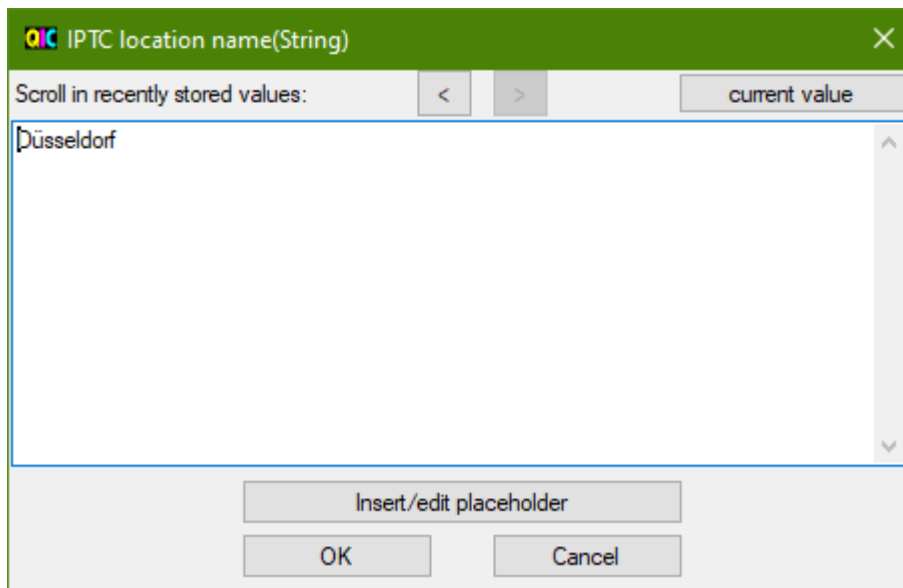 QIC IPTC location name(String)
Scroll in recently stored values: < > current value
Düsseldorf
Insert/edit placeholder
OK Cancel